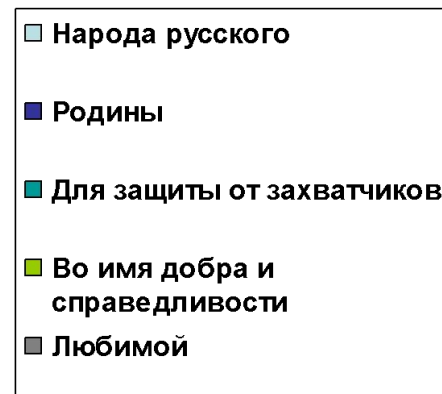 Народа русского
Родины
Для защиты от захватчиков
Во имя добра и
справедливости
Любимой